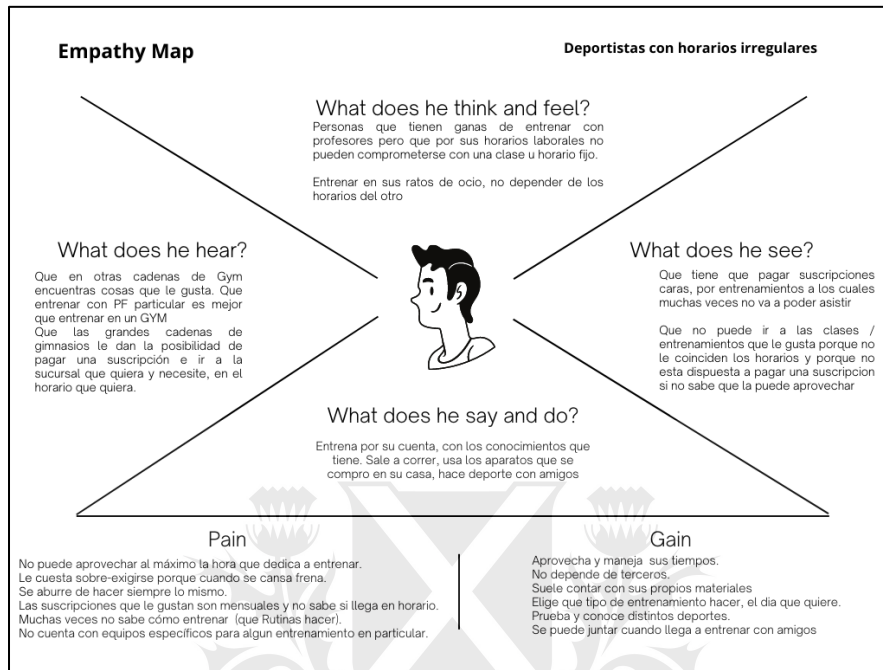 Empathy Map
Deportistas con horarios irregulares
What does he think and feel?
Personas que tienen ganas de entrenar con
profesores pero que por sus horarios laborales no
pueden comprometerse con una clase u horario fijo.
Entrenar en sus ratos de ocio, no depender de los
horarios del otro
What does he hear?
Que en otras cadenas de Gym
encuentras cosas que le gusta. Que
entrenar con PF particular es mejor
que entrenar en un GYM
Que las grandes cadenas de
gimnasios le dan la posibilidad de
pagar una suscripción e ir a la
sucursal que quiera y necesite, en el
horario que quiera.
What does he see?
Que tiene que pagar suscripciones
caras, por entrenamientos a los cuales
muchas veces no va a poder asistir
Que no puede ir a las clases /
entrenamientos que le gusta porque no
le coinciden los horarios y porque no
esta dispuesta a pagar una suscripcion
si no sabe que la puede aprovechar
What does he say and do?
Entrena por su cuenta, con los conocimientos que
tiene. Sale a correr, usa los aparatos que se
compro en su casa, hace deporte con amigos
Pain
No puede aprovechar al máximo la hora que dedica a entrenar.
Le cuesta sobre-exigirse porque cuando se cansa frena.
Se aburre de hacer siempre lo mismo.
Las suscripciones que le gustan son mensuales y no sabe si llega en horario.
Muchas veces no sabe cómo entrenar (que Rutinas hacer).
No cuenta con equipos específicos para algun entrenamiento en particular.
Gain
Aprovecha y maneja sus tiempos.
No depende de terceros.
Suele contar con sus propios materiales
Elige que tipo de entrenamiento hacer, el dia que quiere.
Prueba y conoce distintos deportes.
Se puede juntar cuando llega a entrenar con amigos